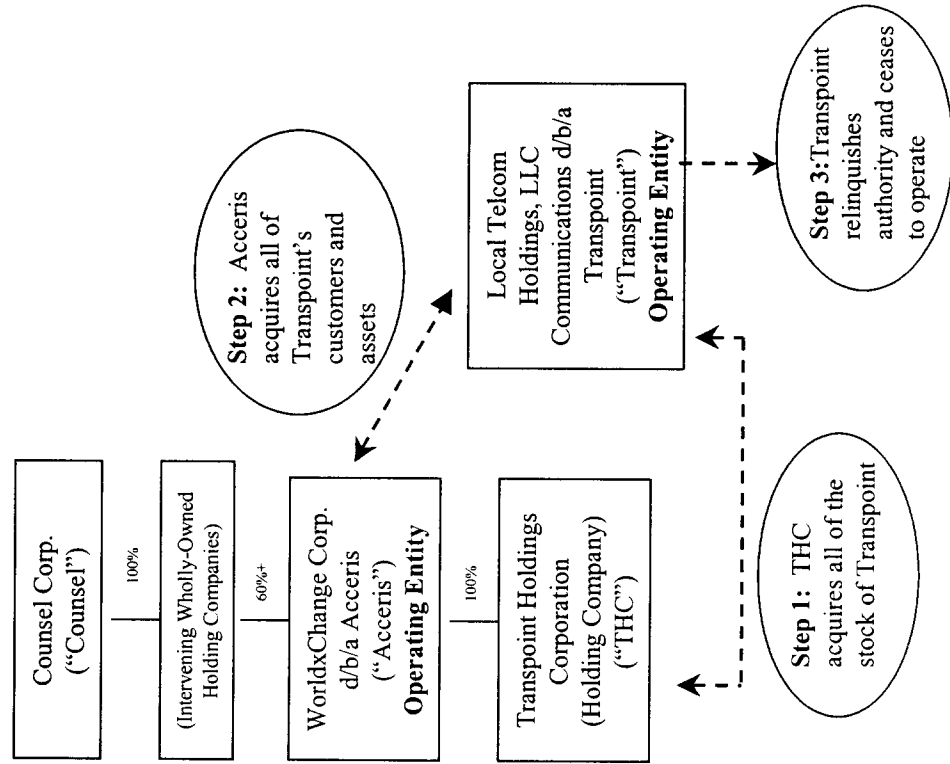 Counsel Corp.
(“Counsel”)
100%
(Intervening Wholly-Owned
Holding Companies)
60%+
WorldxChange Corp.
d/b/a Acceris
(“Acceris”)
Operating Entity
100%
Transpoint Holdings
Corporation
(Holding Company)
(“THC”)
Step 2: Acceris
acquires all of
Transpoint’s
customers and
assets
Local Telcom
Holdings, LLC
Communications d/b/a
Transpoint
(“Transpoint”)
Operating Entity
Step 1: THC
acquires all of the
stock of Transpoint
Step 3:Transpoint
relinquishes
authority and ceases
to operate